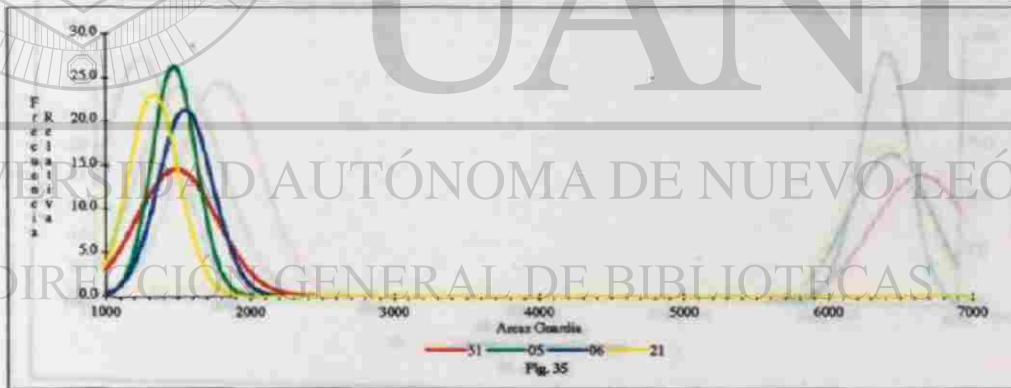 UANL
30.0
25.0
20.0
15.0
10.0
5.0
0.0
Frecuencia
Relativa
UNIVERSIDAD AUTÓNOMA DE NUEVO LEÓN
DIRECCIÓN GENERAL DE BIBLIOTECAS
1000 2000 3000 4000 5000 6000 7000
Areas Guardia
51 05 06 21
Fig. 35